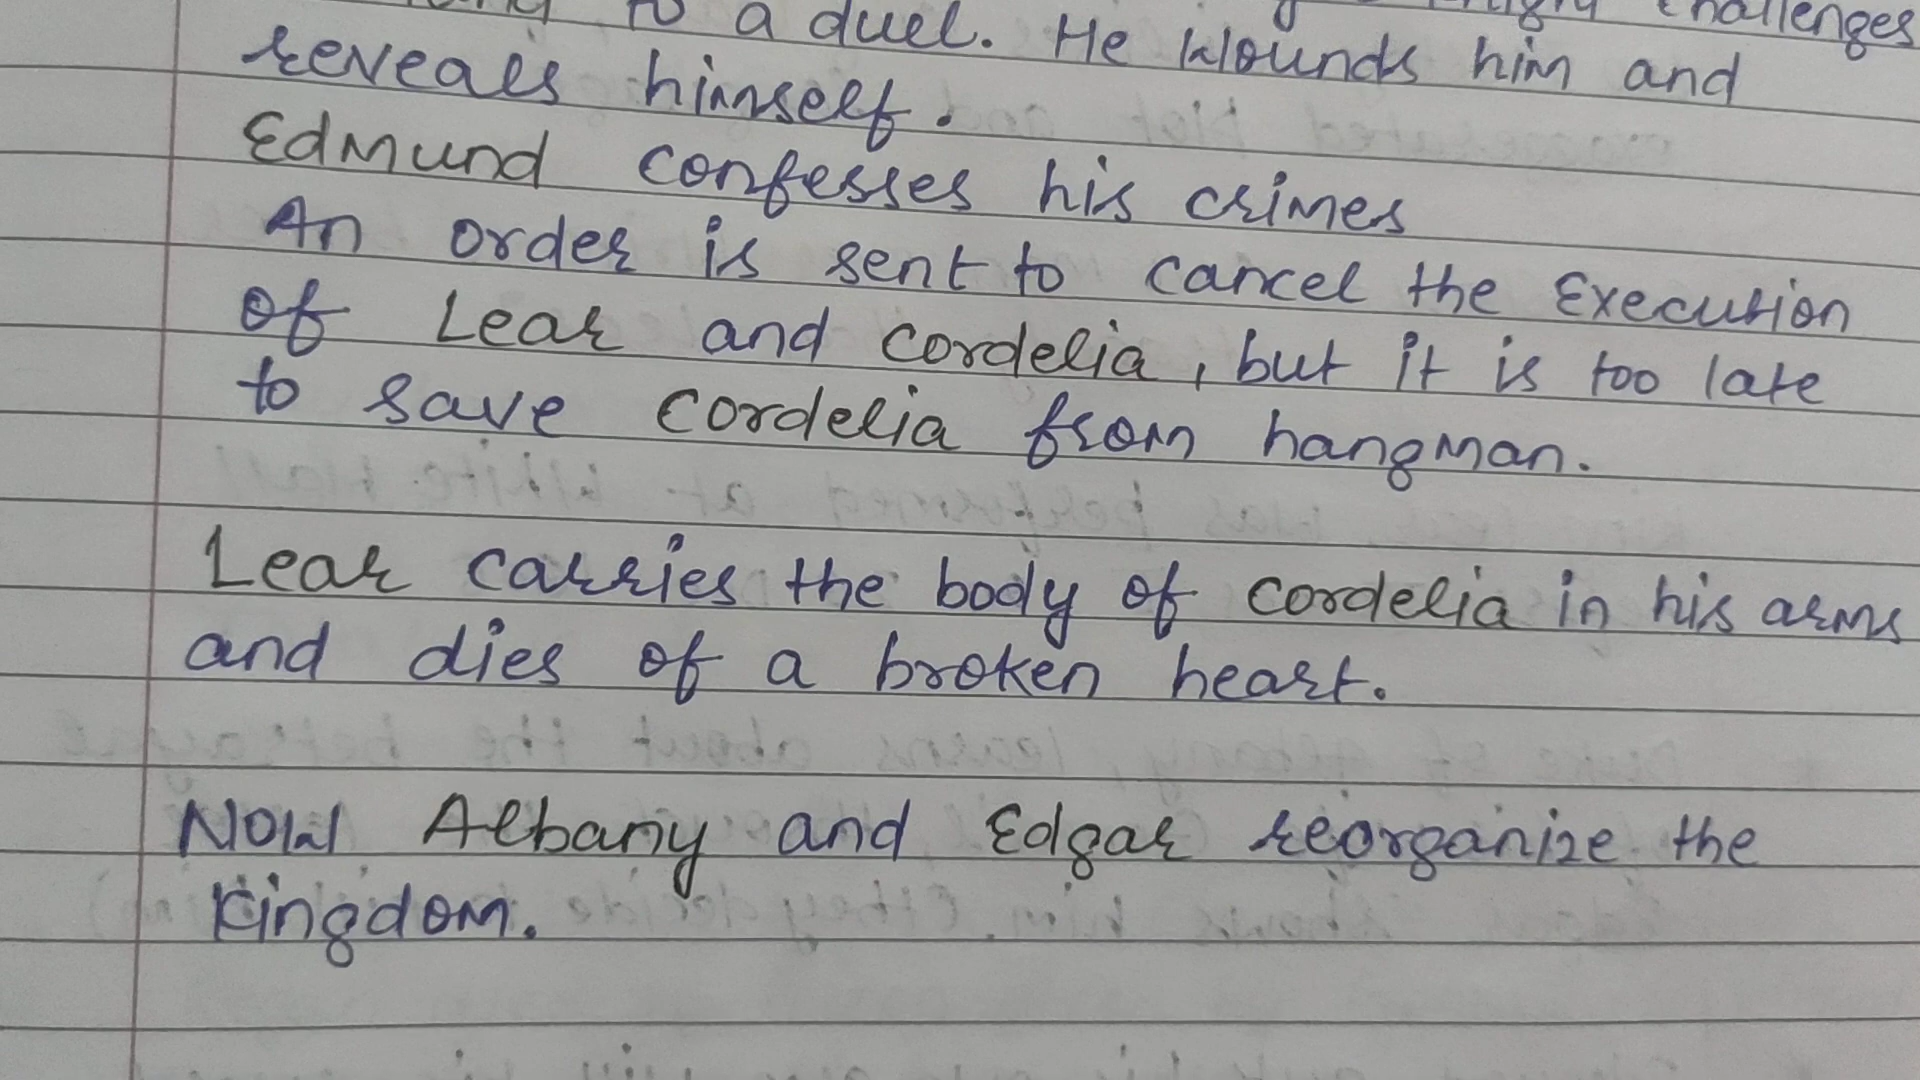 challenges
to a duel. He wounds him and
reveals himself.
Edmund confesses his crimes
An order is sent to cancel the Execution
of Lear and Cordelia, but it is too late
to save Cordelia from hangman.
Lear carries the body of Cordelia in his arms
and dies of a broken heart.
Now Albany and Edgar reorganize the
Kingdom.